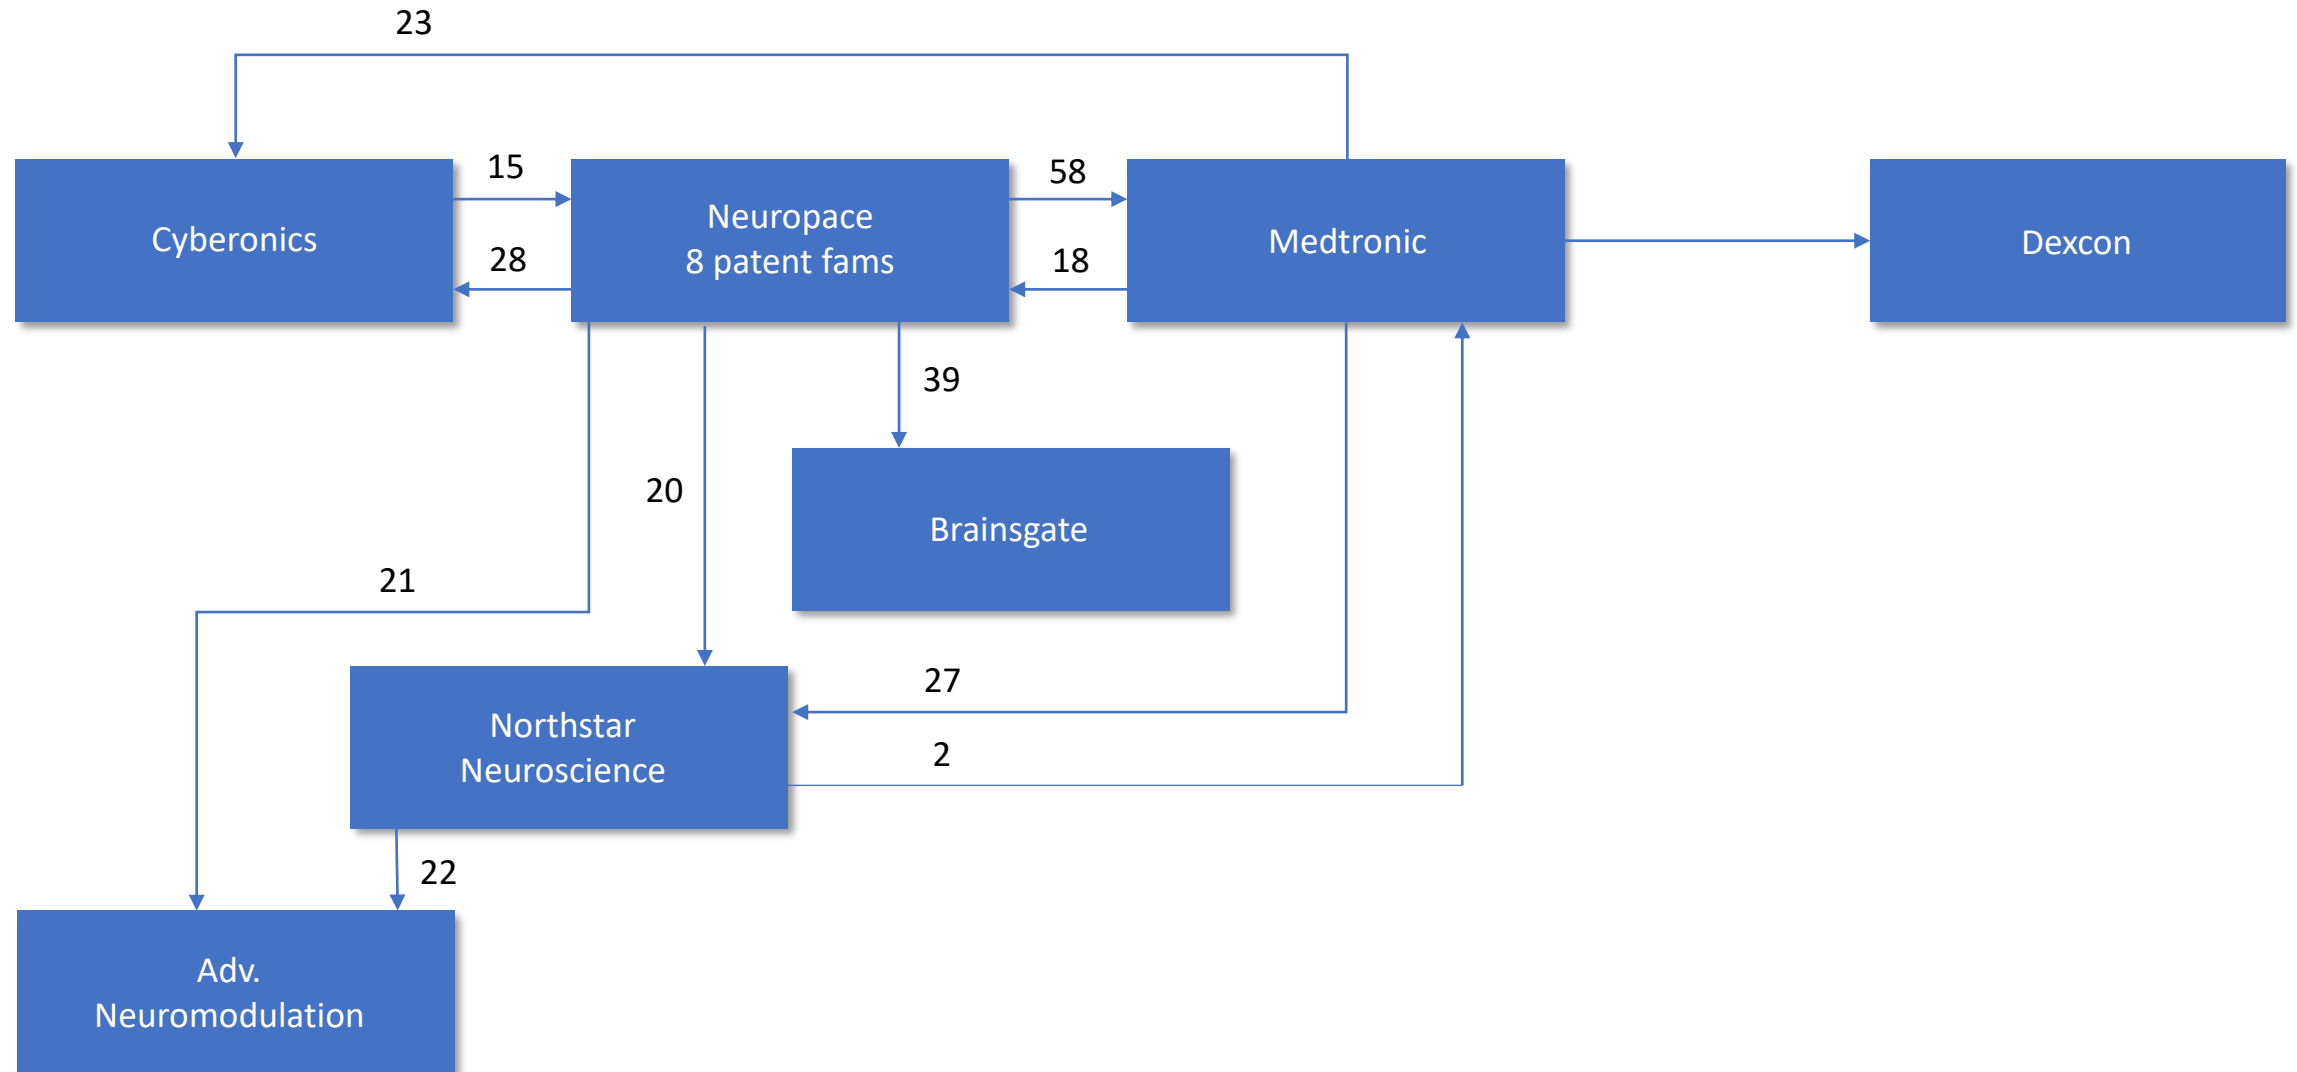 23
15
58
Cyberonics
Neuropace
8 patent fams
Medtronic
Dexcon
28
18
39
20
Brainsgate
21
27
Northstar
Neuroscience
2
22
Adv.
Neuromodulation